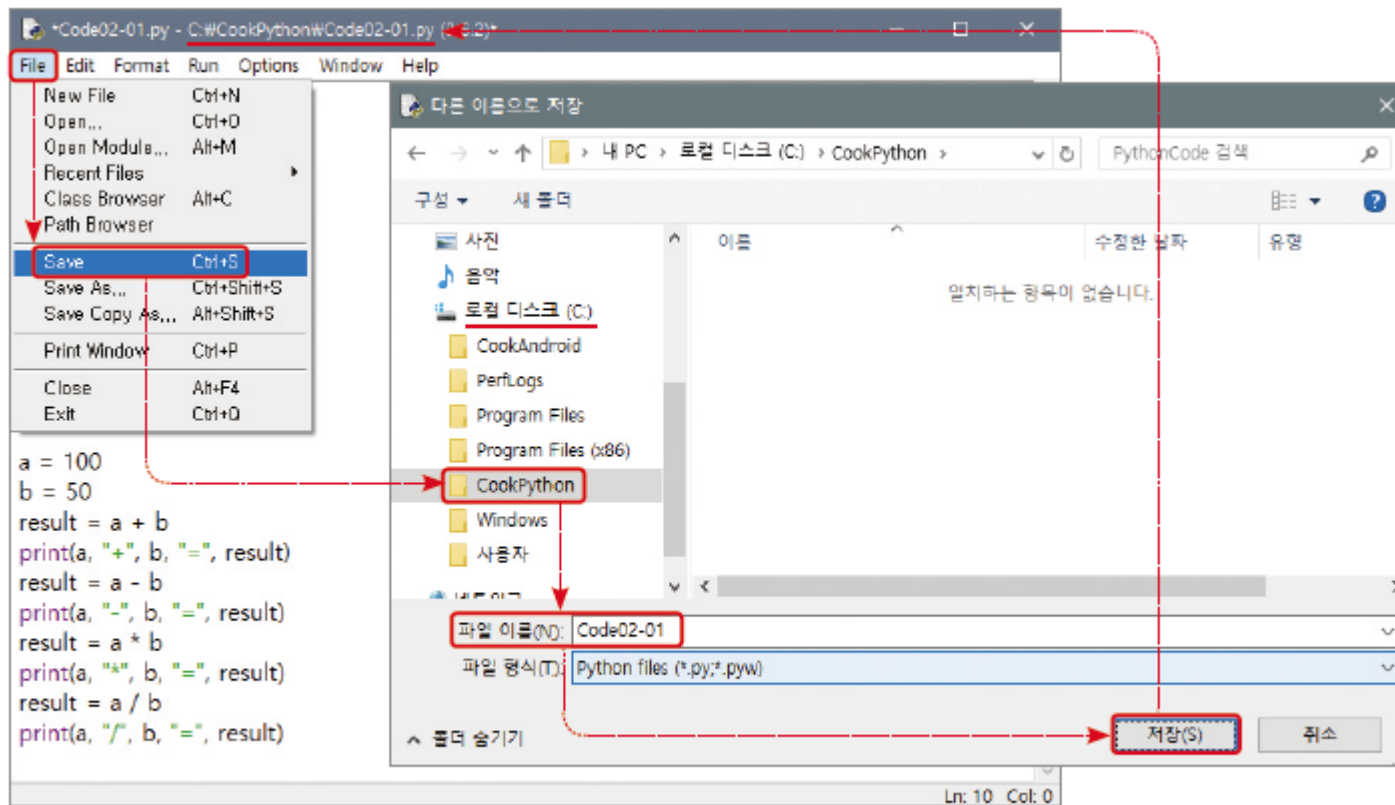 *Code02-01.py - C:₩CookPython₩Code02-01.py (3.8.2)*
File Edit Format Run Options Window Help
New File Ctrl+N
Open... Ctrl+O
Open Module... Alt+M
Recent Files
Class Browser Alt+C
Path Browser
Save Ctrl+S
Save As... Ctrl+Shift+S
Save Copy As... Alt+Shift+S
Print Window Ctrl+P
Close Alt+F4
Exit Ctrl+Q
a = 100
b = 50
result = a + b
print(a, "+", b, "=", result)
result = a - b
print(a, "-", b, "=", result)
result = a * b
print(a, "*", b, "=", result)
result = a / b
print(a, "/", b, "=", result)
다른 이름으로 저장
내 PC › 로컬 디스크 (C:) › CookPython ›
PythonCode 검색
구성 새 폴더
이름 수정한 날짜 유형
일치하는 항목이 없습니다.
사진
음악
로컬 디스크 (C:)
CookAndroid
PerfLogs
Program Files
Program Files (x86)
CookPython
Windows
사용자
파일 이름(N): Code02-01
파일 형식(T): Python files (*.py;*.pyw)
폴더 숨기기 저장(S) 취소
Ln: 10 Col: 0